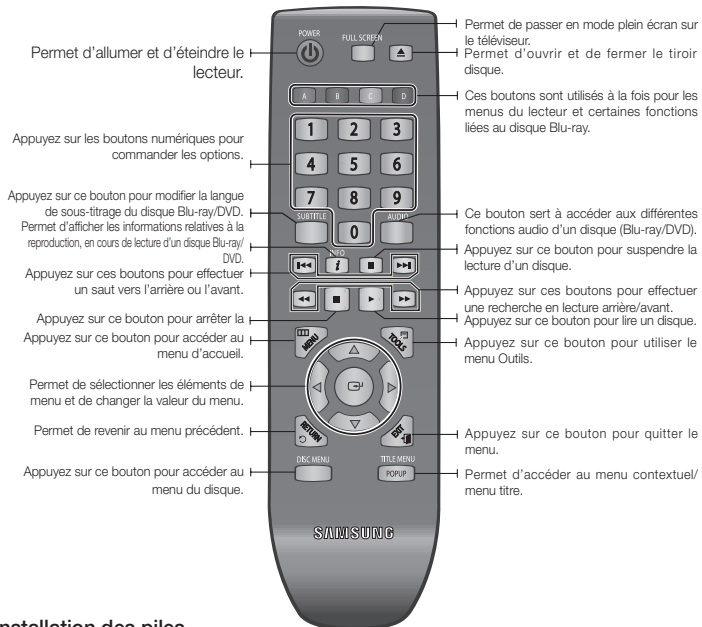 Permet d'allumer et d'éteindre le
lecteur.
Appuyez sur les boutons numériques pour
commander les options.
Appuyez sur ce bouton pour modifier la langue
de sous-titrage du disque Blu-ray/DVD.
Permet d'afficher les informations relatives à la
reproduction, en cours de lecture d'un disque Blu-ray/
DVD.
Appuyez sur ces boutons pour effectuer
un saut vers l'arrière ou l'avant.
Appuyez sur ce bouton pour arrêter la
Appuyez sur ce bouton pour accéder au
menu d'accueil.
Permet de sélectionner les éléments de
menu et de changer la valeur du menu.
Permet de revenir au menu précédent.
Appuyez sur ce bouton pour accéder au
menu du disque.
POWER
FULL SCREEN
A B C D
1 2 3
4 5 6
7 8 9
SUBTITLE 0 AUDIO
INFO
i
MENU TOOLS
RETURN EXIT
DISC MENU TITLE MENU
POPUP
SAMSUNG
Permet de passer en mode plein écran sur
le téléviseur.
Permet d'ouvrir et de fermer le tiroir
disque.
Ces boutons sont utilisés à la fois pour les
menus du lecteur et certaines fonctions
liées au disque Blu-ray.
Ce bouton sert à accéder aux différentes
fonctions audio d'un disque (Blu-ray/DVD).
Appuyez sur ce bouton pour suspendre la
lecture d'un disque.
Appuyez sur ces boutons pour effectuer
une recherche en lecture arrière/avant.
Appuyez sur ce bouton pour lire un disque.
Appuyez sur ce bouton pour utiliser le
menu Outils.
Appuyez sur ce bouton pour quitter le
menu.
Permet d'accéder au menu contextuel/
menu titre.
nstallation des piles